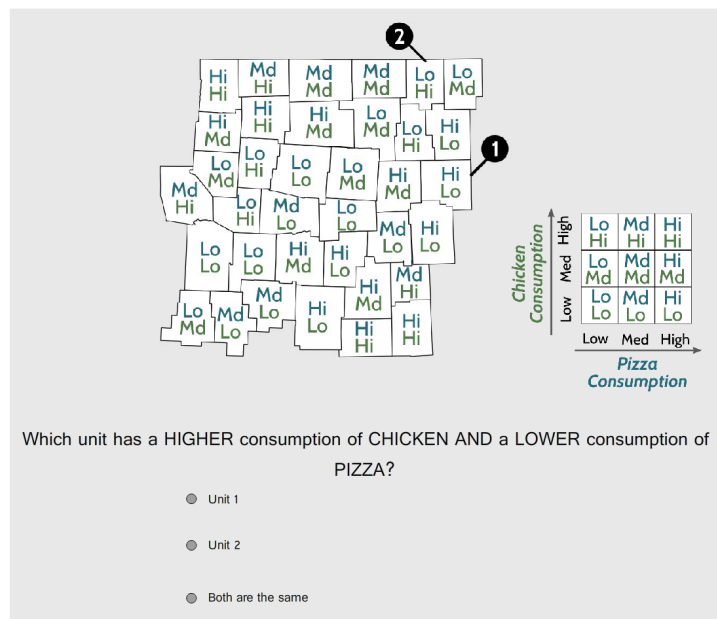 2
Hi Md Md Md Lo Lo
Hi Hi Md Md Hi Md
Hi Hi Hi Lo Lo Hi
Md Hi Md Md Hi Lo
1
Lo Lo Lo Lo Hi Hi
Md Hi Lo Md Md Lo
Md Lo Md Lo Md Hi
Hi Hi Lo Lo Lo Lo
Lo Lo Hi Hi Hi Md
Lo Lo Md Lo Md Hi
Lo Md Md Hi Hi Hi
Md Lo Lo Lo Hi Hi
Chicken
Consumption
High
Med
Low
Lo Md Hi
Hi Hi Hi
Lo Md Hi
Md Md Md
Lo Md Hi
Lo Lo Lo
Low Med High
Pizza
Consumption
Which unit has a HIGHER consumption of CHICKEN AND a LOWER consumption of
PIZZA?
Unit 1
Unit 2
Both are the same